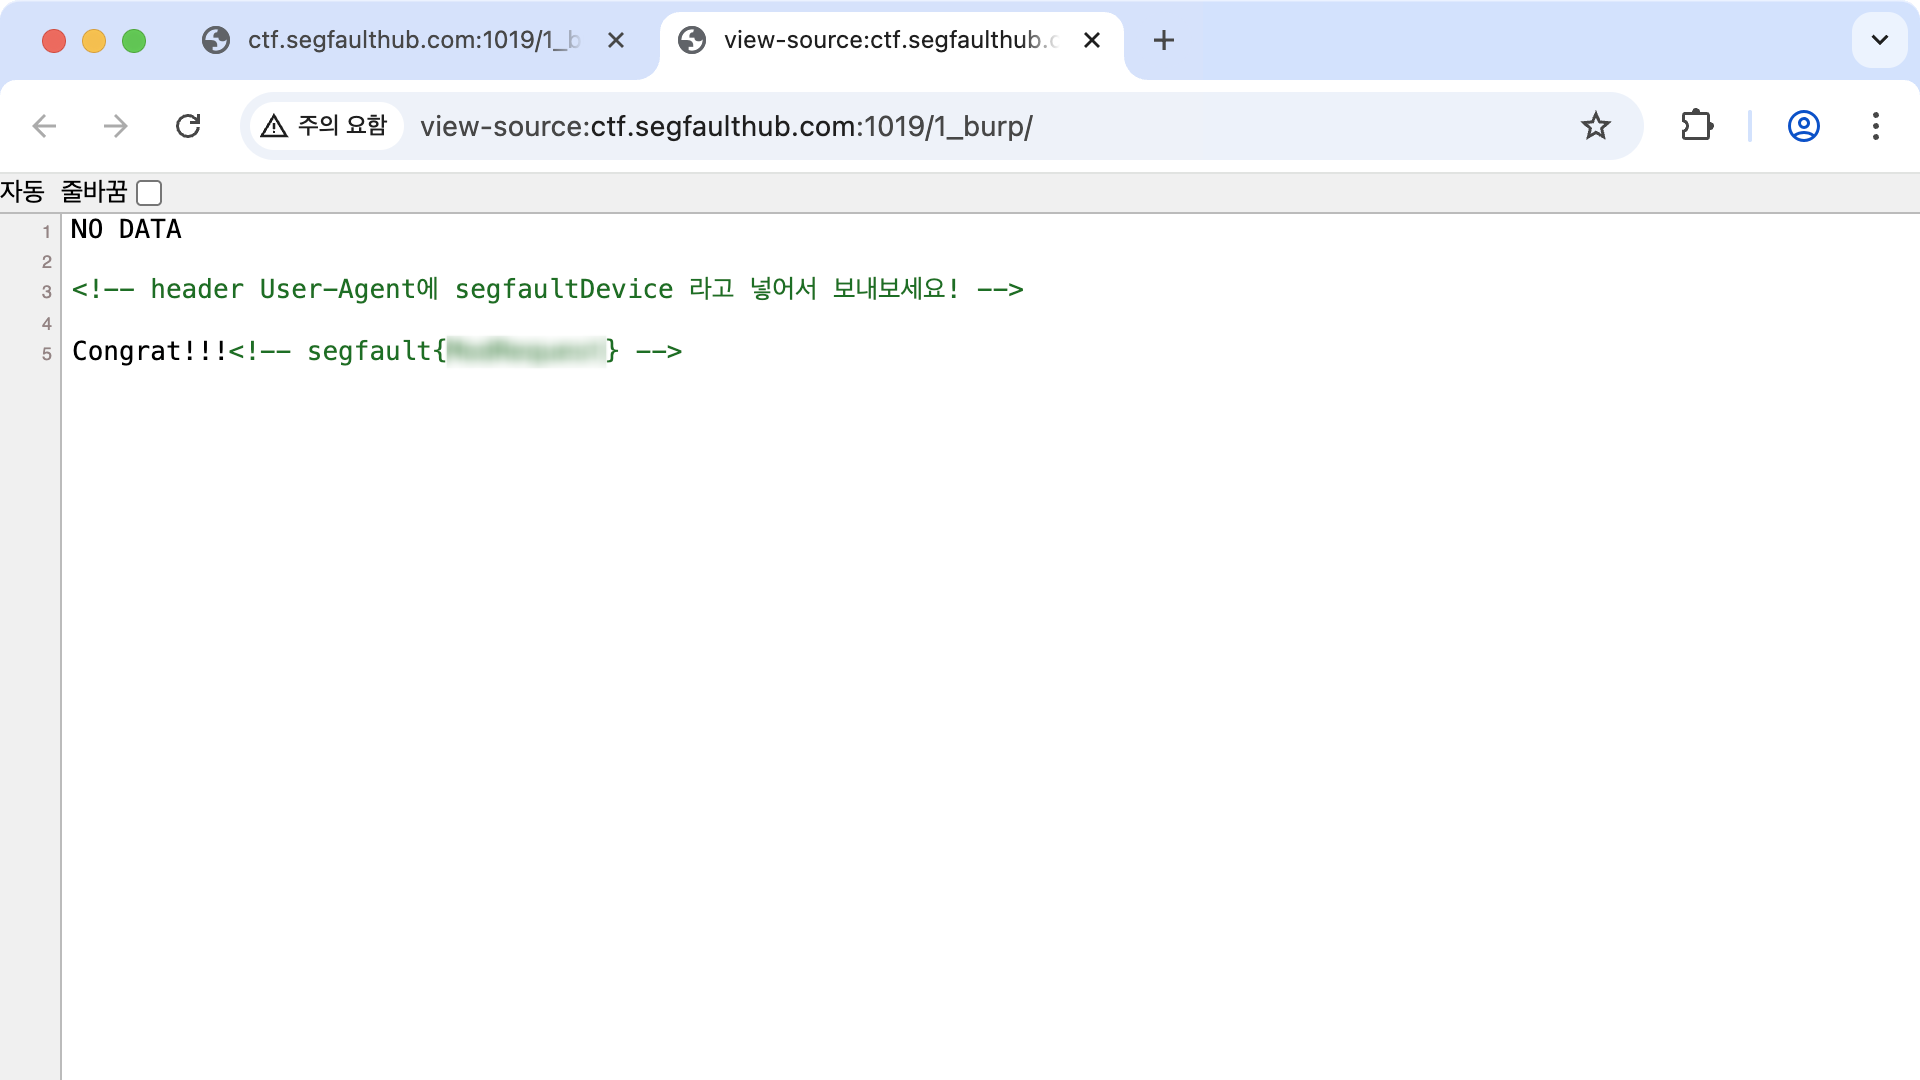 ctf.segfaulthub.com:1019/1_b
view-source:ctf.segfaulthub.c
주의 요함
view-source:ctf.segfaulthub.com:1019/1_burp/
자동 줄바꿈
1 NO DATA
2
3 <!-- header User-Agent에 segfaultDevice 라고 넣어서 보내보세요! -->
4
5 Congrat!!!<!-- segfault{} -->